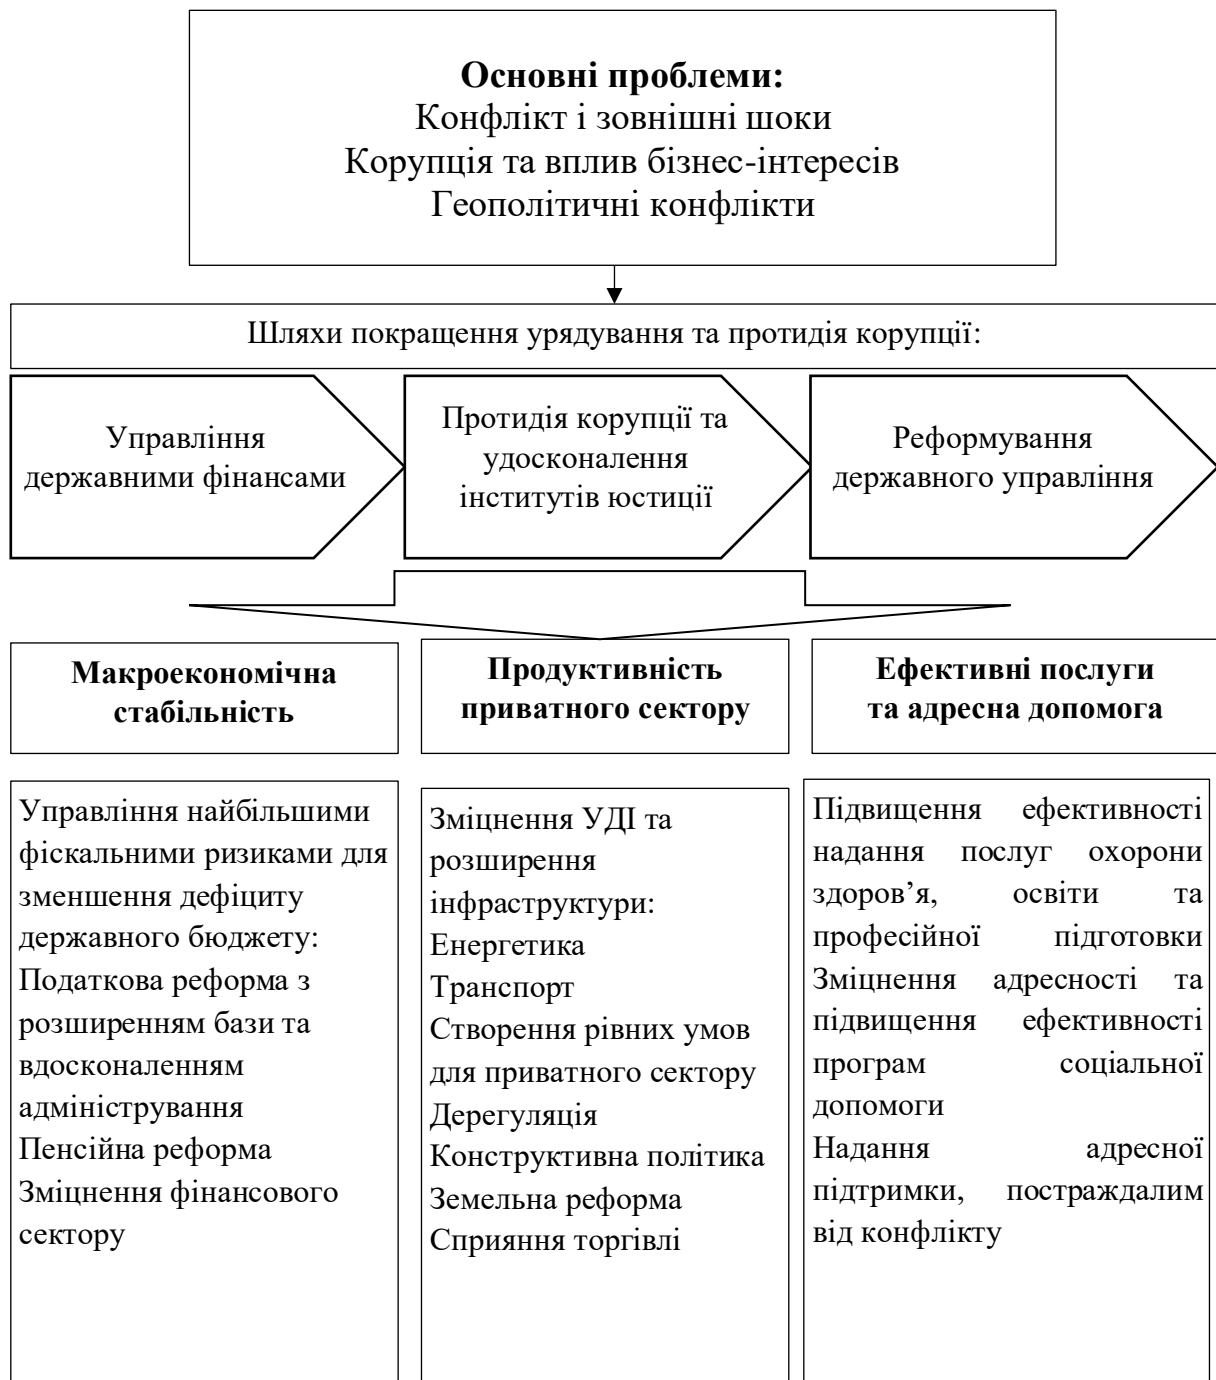 Основні проблеми:
Конфлікт і зовнішні шоки
Корупція та вплив бізнес-інтересів
Геополітичні конфлікти
Шляхи покращення урядування та протидія корупції:
Управління
державними фінансами
Протидія корупції та
удосконалення
інститутів юстиції
Реформування
державного управління
Макроекономічна
стабільність
Продуктивність
приватного сектору
Ефективні послуги
та адресна допомога
Управління найбільшими
фіскальними ризиками для
зменшення дефіциту
державного бюджету:
Податкова реформа з
розширенням бази та
вдосконаленням
адміністрування
Пенсійна реформа
Зміцнення фінансового
сектору
Зміцнення УДІ та
розширення
інфраструктури:
Енергетика
Транспорт
Створення рівних умов
для приватного сектору
Дерегуляція
Конструктивна політика
Земельна реформа
Сприяння торгівлі
Підвищення ефективності
надання послуг охорони
здоров’я, освіти та
професійної підготовки
Зміцнення адресності та
підвищення ефективності
програм соціальної
допомоги
Надання адресної
підтримки, постраждалим
від конфлікту